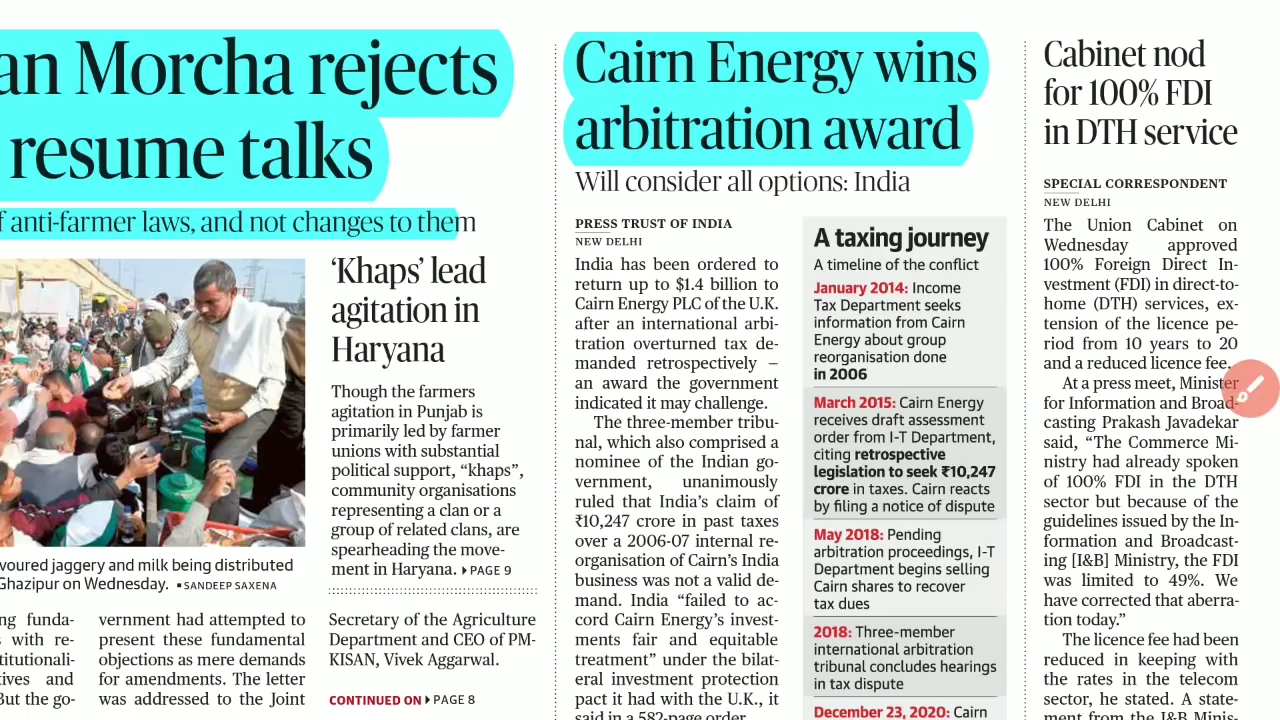 an Morcha rejects
resume talks
f anti-farmer laws, and not changes to them
voured jaggery and milk being distributed
Ghazipur on Wednesday. ▪ SANDEEP SAXENA
ng funda-
s with re-
titutionali-
tives and
But the go-
vernment had attempted to
present these fundamental
objections as mere demands
for amendments. The letter
was addressed to the Joint
‘Khaps’ lead
agitation in
Haryana
Though the farmers
agitation in Punjab is
primarily led by farmer
unions with substantial
political support, “khaps”,
community organisations
representing a clan or a
group of related clans, are
spearheading the move-
ment in Haryana. ▸ PAGE 9
Secretary of the Agriculture
Department and CEO of PM-
KISAN, Vivek Aggarwal.
CONTINUED ON ▸ PAGE 8
Cairn Energy wins
arbitration award
Will consider all options: India
PRESS TRUST OF INDIA
NEW DELHI
India has been ordered to
return up to $1.4 billion to
Cairn Energy PLC of the U.K.
after an international arbi-
tration overturned tax de-
manded retrospectively –
an award the government
indicated it may challenge.
The three-member tribu-
nal, which also comprised a
nominee of the Indian go-
vernment, unanimously
ruled that India’s claim of
₹10,247 crore in past taxes
over a 2006-07 internal re-
organisation of Cairn’s India
business was not a valid de-
mand. India “failed to ac-
cord Cairn Energy’s invest-
ments fair and equitable
treatment” under the bilat-
eral investment protection
pact it had with the U.K., it
said in a 582-page order
A taxing journey
A timeline of the conflict
January 2014: Income
Tax Department seeks
information from Cairn
Energy about group
reorganisation done
in 2006
March 2015: Cairn Energy
receives draft assessment
order from I-T Department,
citing retrospective
legislation to seek ₹10,247
crore in taxes. Cairn reacts
by filing a notice of dispute
May 2018: Pending
arbitration proceedings, I-T
Department begins selling
Cairn shares to recover
tax dues
2018: Three-member
international arbitration
tribunal concludes hearings
in tax dispute
December 23, 2020: Cairn
Cabinet nod
for 100% FDI
in DTH service
SPECIAL CORRESPONDENT
NEW DELHI
The Union Cabinet on
Wednesday approved
100% Foreign Direct In-
vestment (FDI) in direct-to-
home (DTH) services, ex-
tension of the licence pe-
riod from 10 years to 20
and a reduced licence fee.
At a press meet, Minister
for Information and Broad-
casting Prakash Javadekar
said, “The Commerce Mi-
nistry had already spoken
of 100% FDI in the DTH
sector but because of the
guidelines issued by the In-
formation and Broadcast-
ing [I&B] Ministry, the FDI
was limited to 49%. We
have corrected that aberra-
tion today.”
The licence fee had been
reduced in keeping with
the rates in the telecom
sector, he stated. A state-
ment from the I&B Minis-